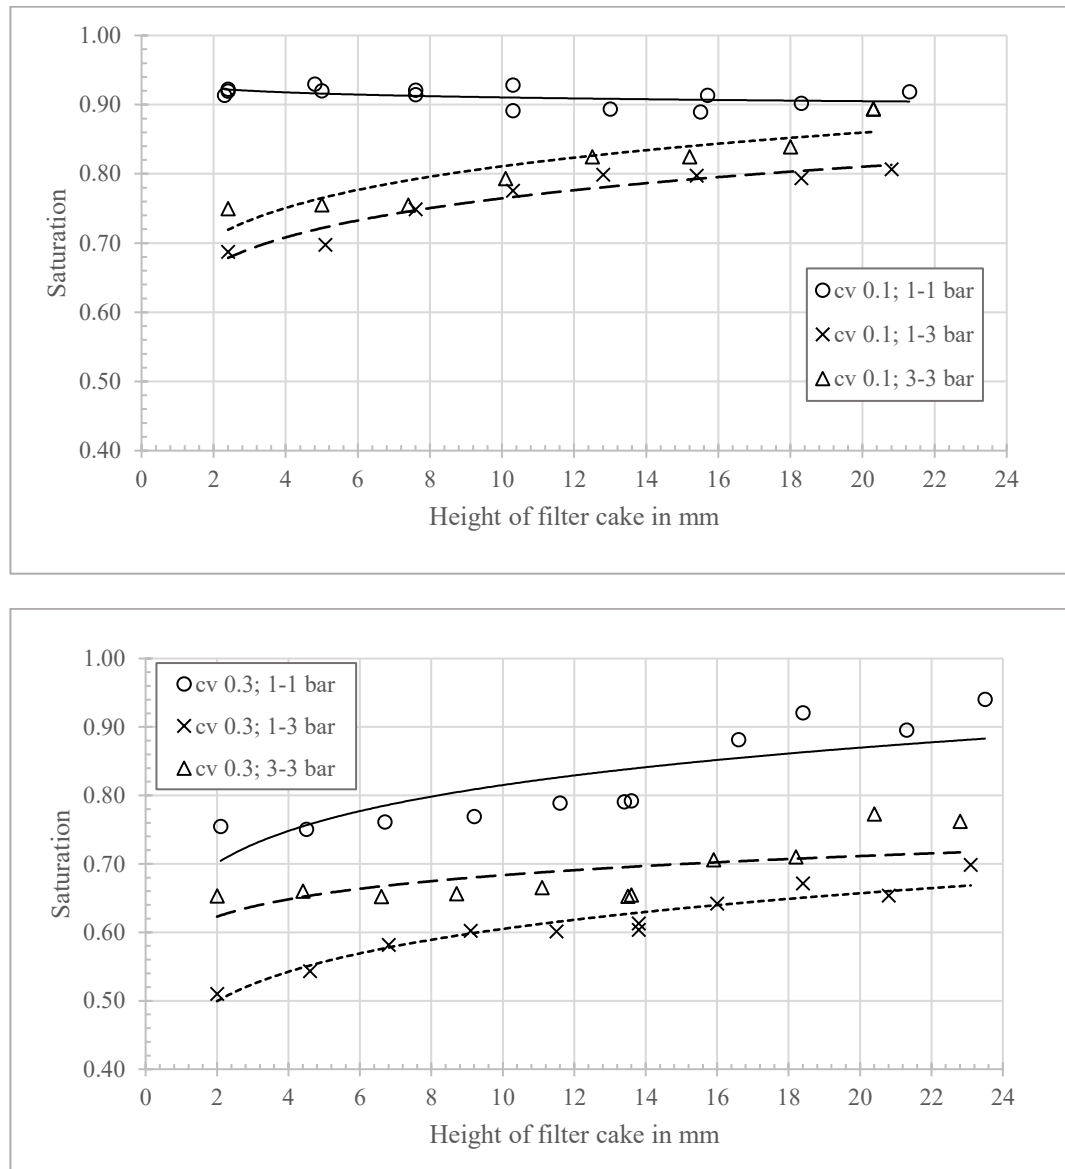 1.00
0.90
0.80
0.70
0.60
0.50
0.40
Saturation
cv 0.1; 1-1 bar
cv 0.1; 1-3 bar
cv 0.1; 3-3 bar
0 2 4 6 8 10 12 14 16 18 20 22 24
Height of filter cake in mm
1.00
0.90
0.80
0.70
0.60
0.50
0.40
Saturation
cv 0.3; 1-1 bar
cv 0.3; 1-3 bar
cv 0.3; 3-3 bar
0 2 4 6 8 10 12 14 16 18 20 22 24
Height of filter cake in mm